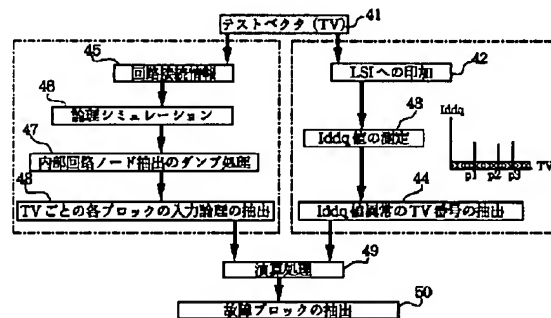 テストベクタ(TV) 41
45
回路接続情報
LSIへの印加 42
46
論理シミュレーション
43
Iddq値の測定
Iddq
TV
p1 p2 p3
47
内部回路ノード抽出のダンプ処理
48
TVごとの各ブロックの入力論理の抽出
44
Iddq値異常のTV番号の抽出
演算処理 49
故障ブロックの抽出 50